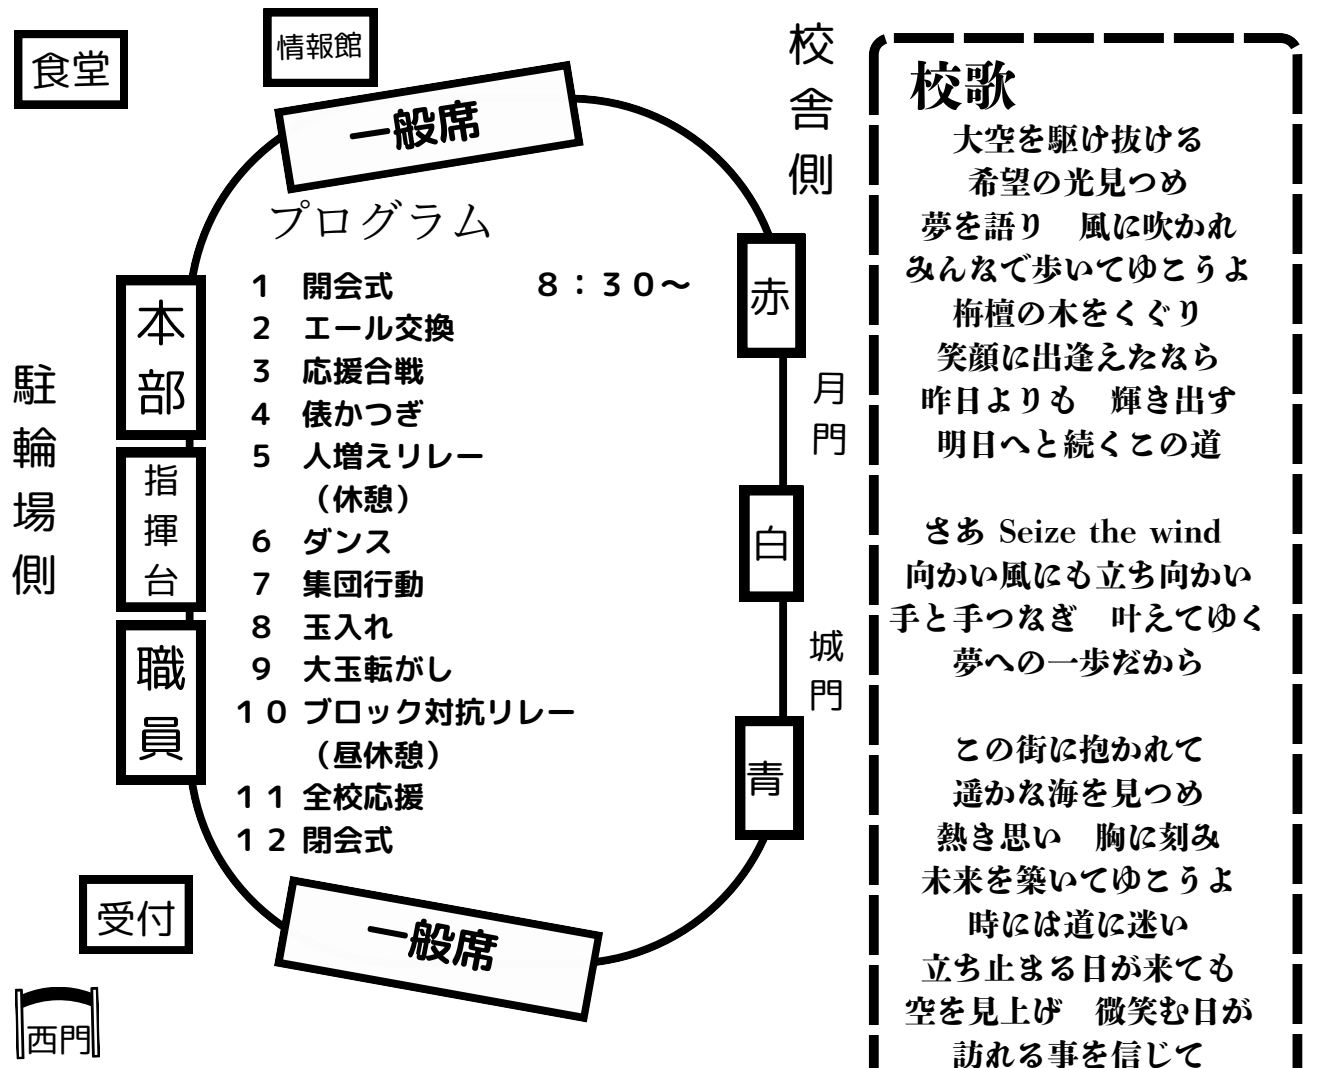 食堂
情報館
一般席
校舎側
プログラム
1 開会式 8:30～
2 エール交換
3 応援合戦
4 俵かつぎ
5 人増えリレー
（休憩）
6 ダンス
7 集団行動
8 玉入れ
9 大玉転がし
10 ブロック対抗リレー
（昼休憩）
11 全校応援
12 閉会式
本部
指揮台
職員
駐輪場側
赤
月門
白
城門
青
受付
一般席
西門
校歌
大空を駆け抜ける
希望の光見つめ
夢を語り　風に吹かれ
みんなで歩いてゆこうよ
栴檀の木をくぐり
笑顔に出逢えたなら
昨日よりも　輝き出す
明日へと続くこの道
さあ Seize the wind
向かい風にも立ち向かい
手と手つなぎ　叶えてゆく
夢への一歩だから
この街に抱かれて
遥かな海を見つめ
熱き思い　胸に刻み
未来を築いてゆこうよ
時には道に迷い
立ち止まる日が来ても
空を見上げ　微笑む日が
訪れる事を信じて